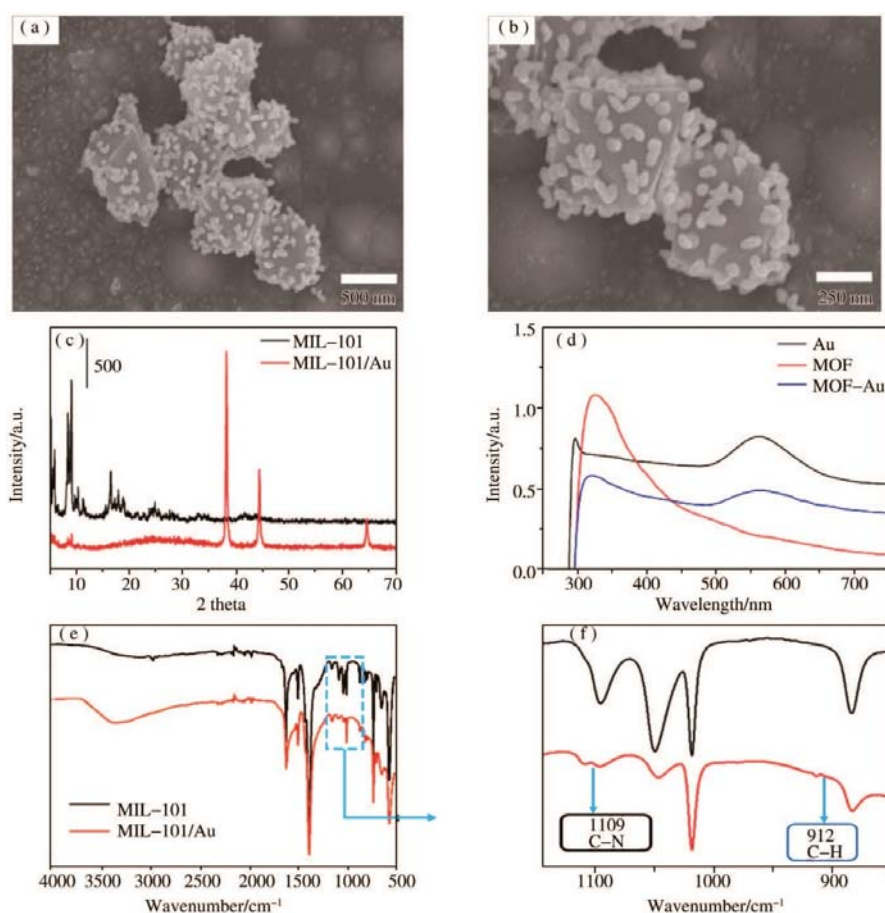 ( a )
500 nm
( b )
250 nm
( c )
500
MIL−101
MIL−101/Au
Intensity/a.u.
10 20 30 40 50 60 70
2 theta
( d )
Au
MOF
MOF−Au
Intensity/a.u.
1.5
1.0
0.5
0.0
300 400 500 600 700
Wavelength/nm
( e )
MIL−101
MIL−101/Au
4000 3500 3000 2500 2000 1500 1000 500
Wavenumber/cm⁻¹
( f )
1109
C−N
912
C−H
1100 1000 900
Wavenumber/cm⁻¹